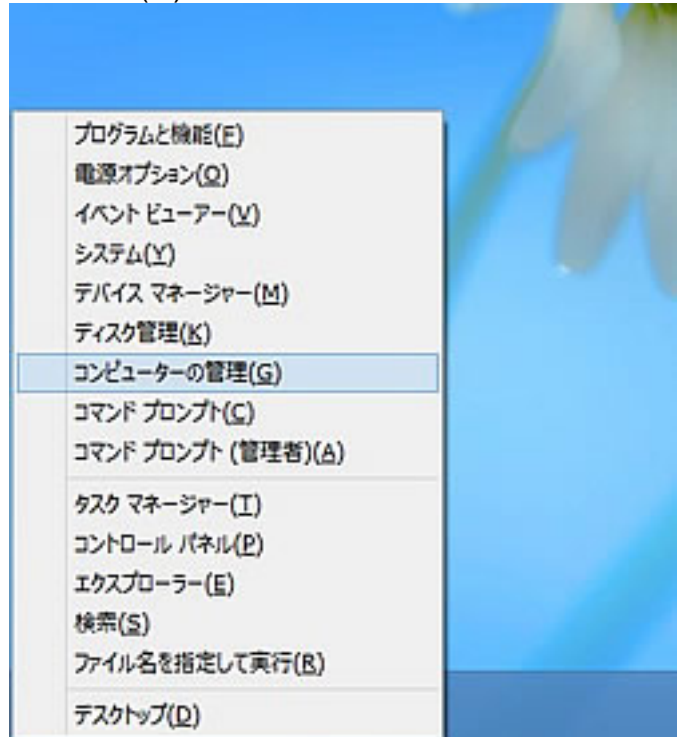 プログラムと機能(F)
電源オプション(O)
イベント ビューアー(V)
システム(Y)
デバイス マネージャー(M)
ディスク管理(K)
コンピューターの管理(G)
コマンド プロンプト(C)
コマンド プロンプト (管理者)(A)
タスク マネージャー(T)
コントロール パネル(P)
エクスプローラー(E)
検索(S)
ファイル名を指定して実行(R)
デスクトップ(D)